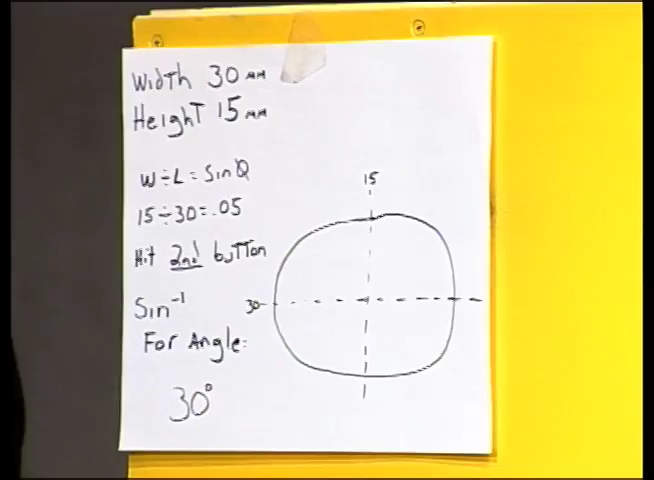 Width 30 mm
Height 15 mm
W ÷ L = Sin Q
15 ÷ 30 = .05
Hit 2nd button
Sin⁻¹
For Angle:
30°
15
30